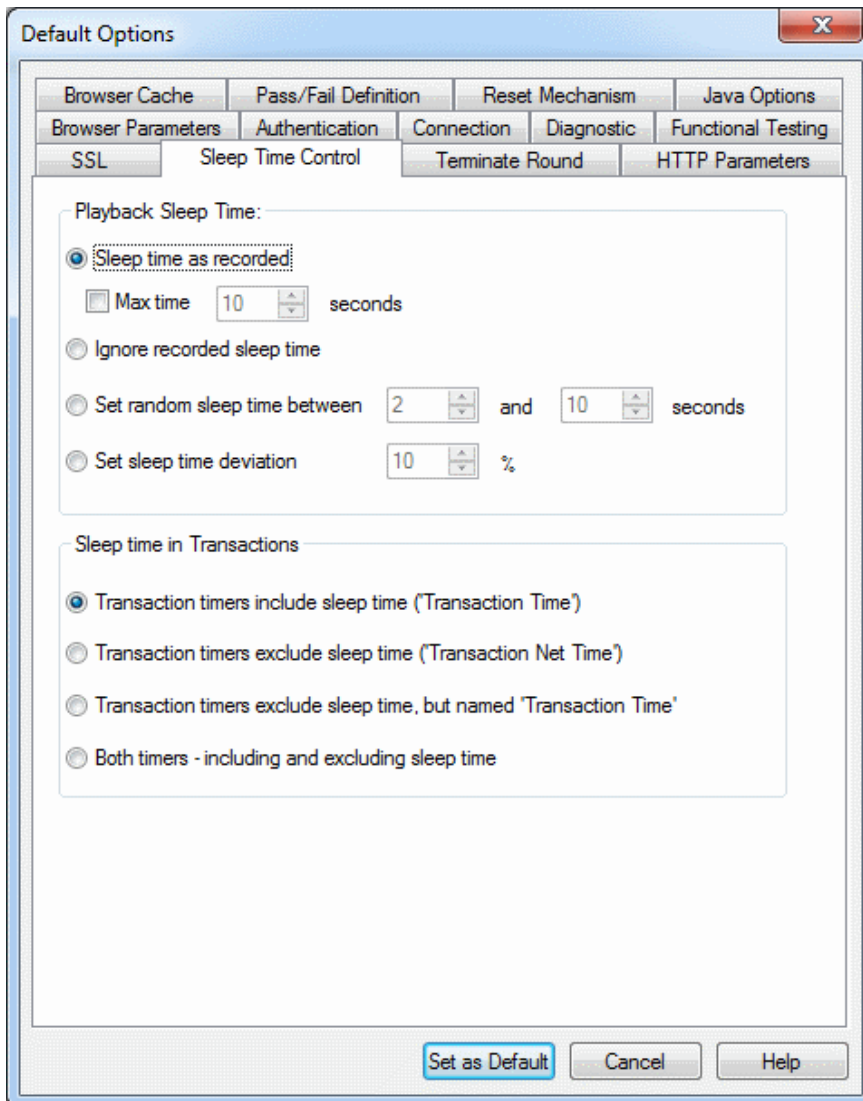 Default Options
Browser Cache Pass/Fail Definition Reset Mechanism Java Options
Browser Parameters Authentication Connection Diagnostic Functional Testing
SSL Sleep Time Control Terminate Round HTTP Parameters
Playback Sleep Time:
Sleep time as recorded
Max time 10 seconds
Ignore recorded sleep time
Set random sleep time between 2 and 10 seconds
Set sleep time deviation 10 %
Sleep time in Transactions
Transaction timers include sleep time ("Transaction Time")
Transaction timers exclude sleep time ("Transaction Net Time")
Transaction timers exclude sleep time, but named "Transaction Time"
Both timers - including and excluding sleep time
Set as Default Cancel Help